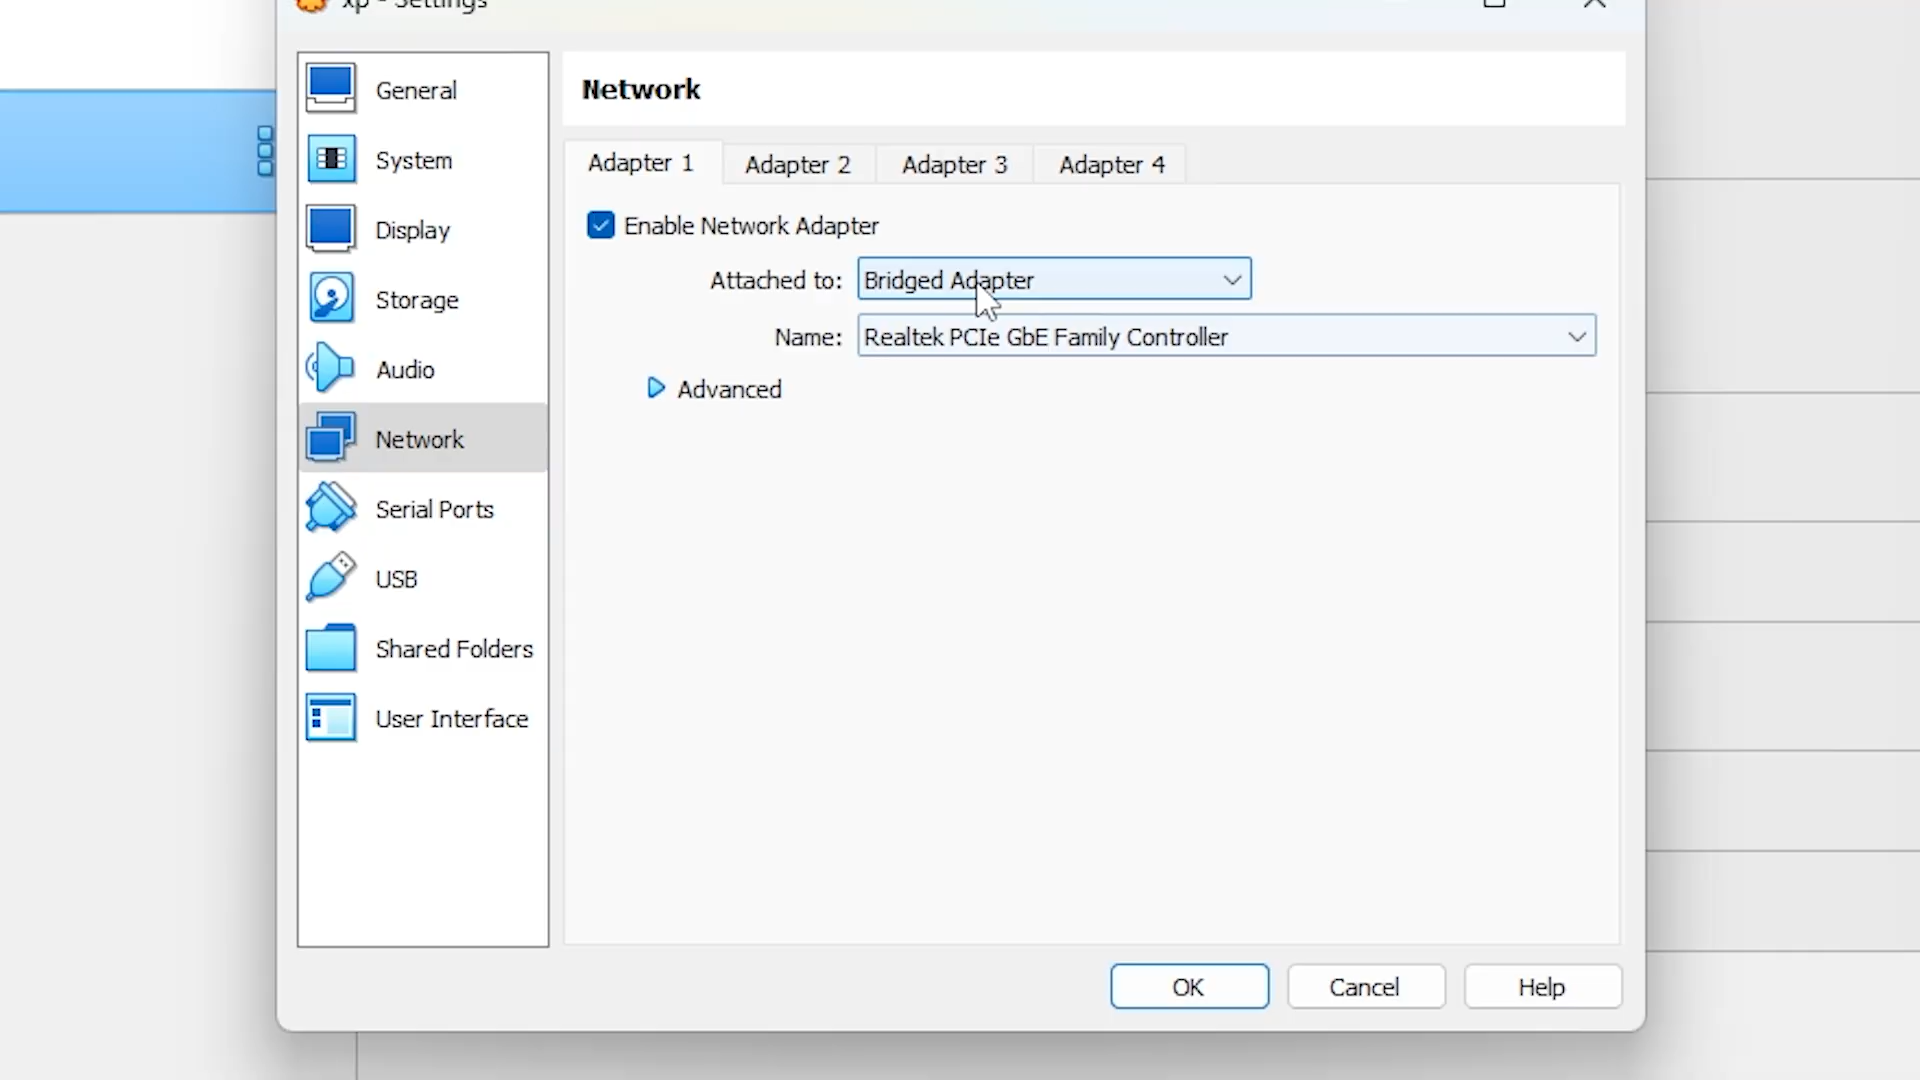 xp - Settings
General
System
Display
Storage
Audio
Network
Serial Ports
USB
Shared Folders
User Interface
Network
Adapter 1
Adapter 2
Adapter 3
Adapter 4
Enable Network Adapter
Attached to: Bridged Adapter
Name: Realtek PCIe GbE Family Controller
Advanced
OK
Cancel
Help